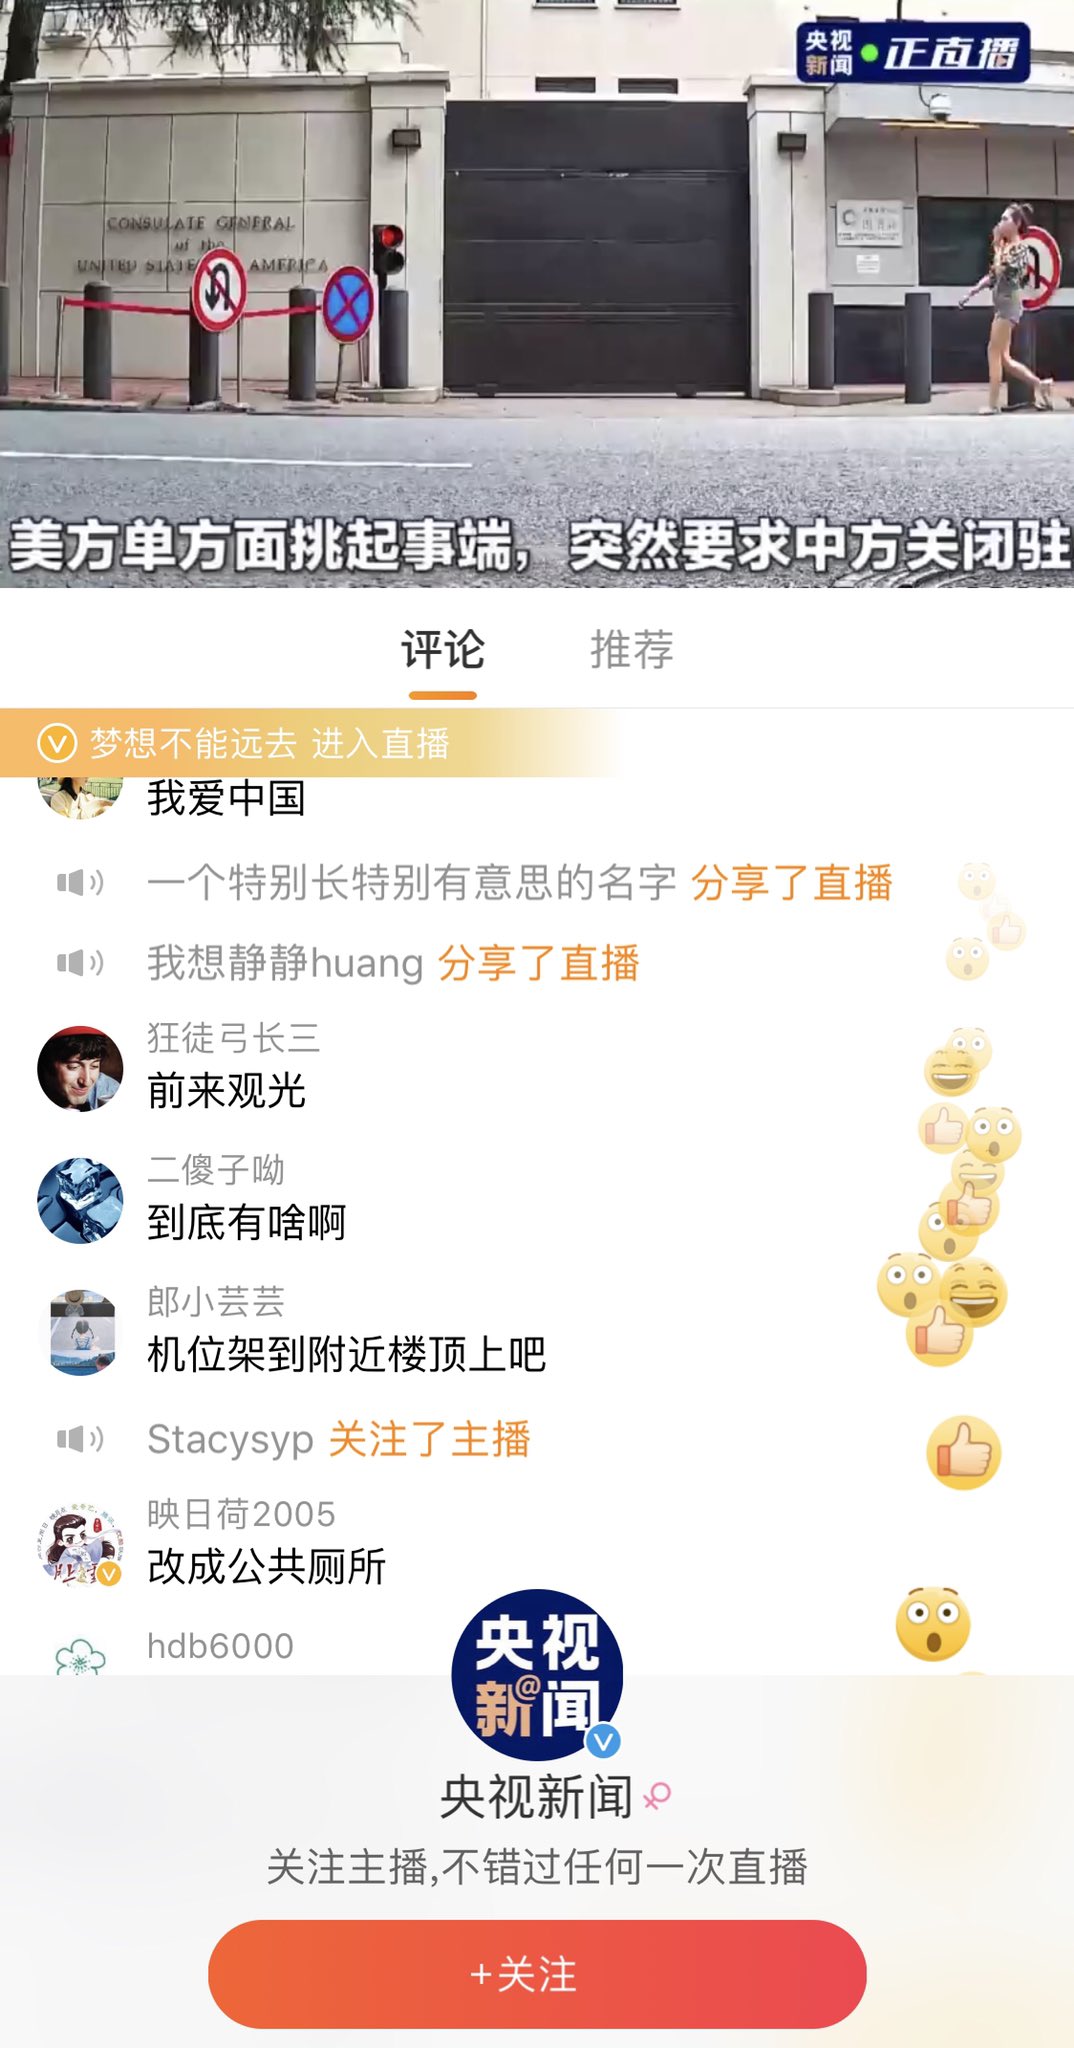 央视
新闻
正直播
CONSULATE GENERAL
of the
UNITED STATE AMERICA
美方单方面挑起事端，突然要求中方关闭驻
评论
推荐
梦想不能远去 进入直播
我爱中国
一个特别长特别有意思的名字 分享了直播
我想静静huang 分享了直播
狂徒弓长三
前来观光
二傻子呦
到底有啥啊
郎小芸芸
机位架到附近楼顶上吧
Stacysyp 关注了主播
映日荷2005
改成公共厕所
hdb6000
央视
新@闻
央视新闻
关注主播,不错过任何一次直播
+关注